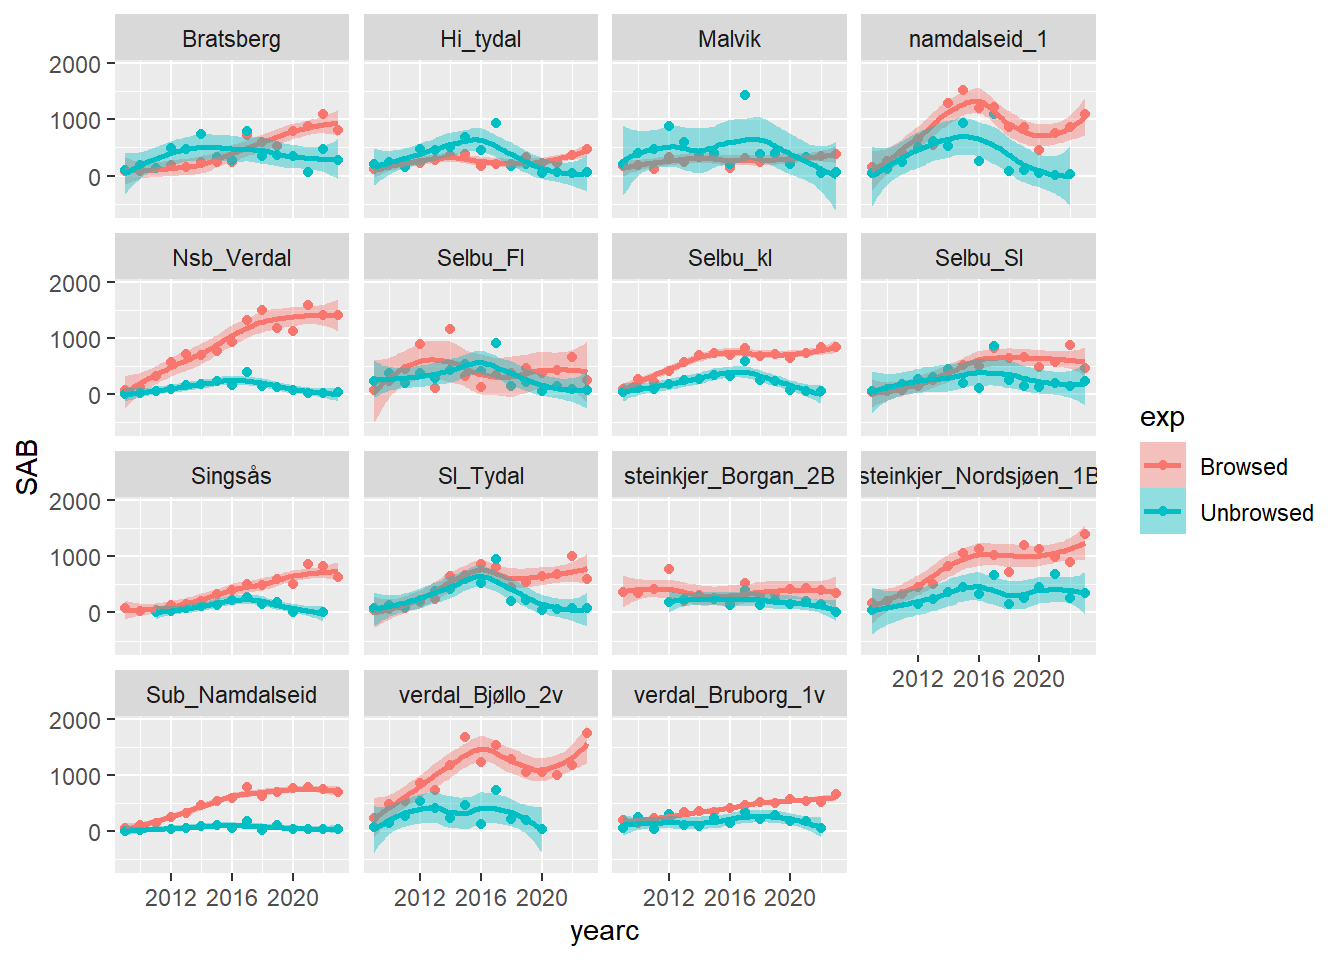 Bratsberg Hi_tydal Malvik namdalseid_1
2000
1000
0
Nsb_Verdal Selbu_Fl Selbu_kl Selbu_Sl
2000
1000
0
Singsås Sl_Tydal steinkjer_Borgan_2B steinkjer_Nordsjøen_1B
2000
1000
0
2012 2016 2020
Sub_Namdalseid verdal_Bjøllo_2v verdal_Bruborg_1v
2000
1000
0
2012 2016 2020 2012 2016 2020 2012 2016 2020
yearc
SAB
exp
Browsed
Unbrowsed